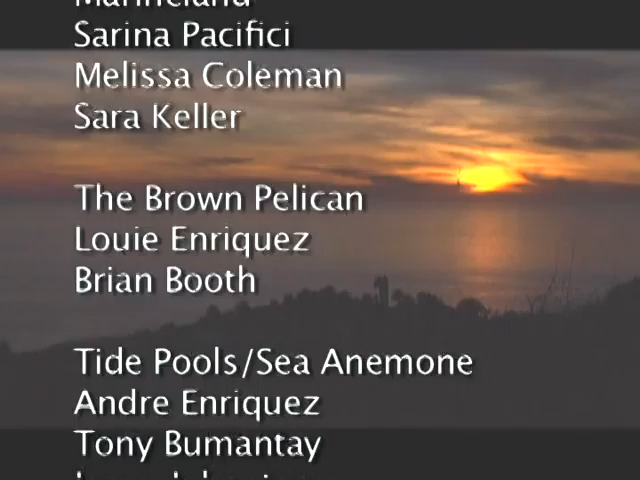 Marineland
Sarina Pacifici
Melissa Coleman
Sara Keller
The Brown Pelican
Louie Enriquez
Brian Booth
Tide Pools/Sea Anemone
Andre Enriquez
Tony Bumantay